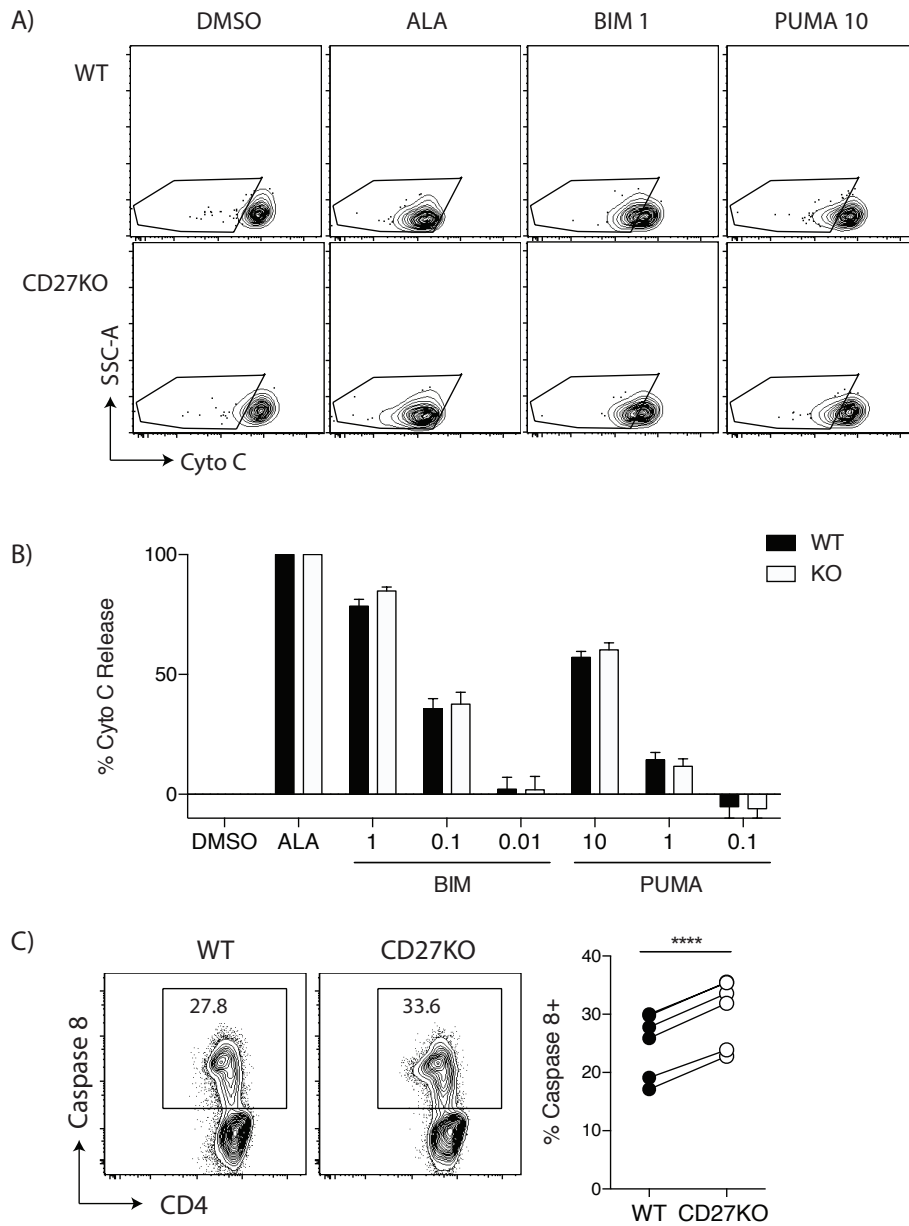 A)
DMSO ALA BIM 1 PUMA 10
WT
CD27KO
SSC-A
Cyto C
B)
WT
KO
% Cyto C Release
100
50
0
DMSO ALA 1 0.1 0.01 10 1 0.1
BIM PUMA
C)
WT CD27KO
27.8 33.6
Caspase 8
CD4
****
% Caspase 8+
40
30
20
10
0
WT CD27KO